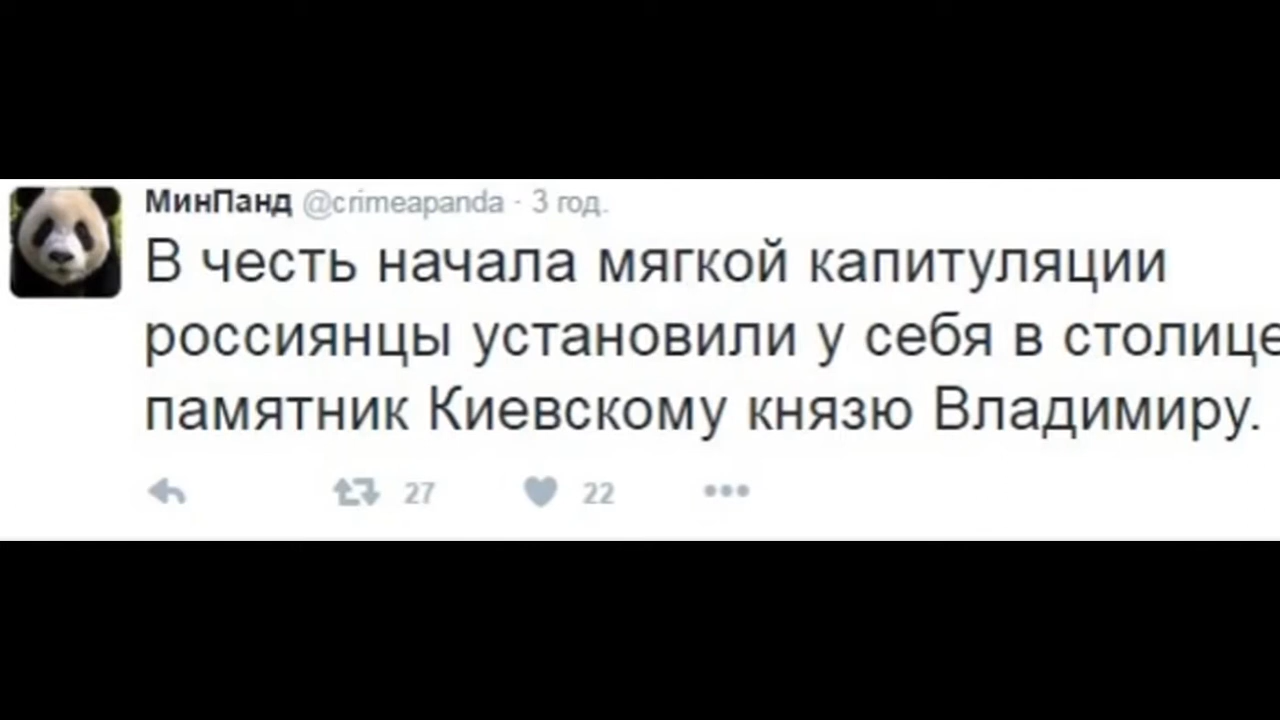 МинПанд @crimeapanda · 3 год.
В честь начала мягкой капитуляции
россиянцы установили у себя в столице
памятник Киевскому князю Владимиру.
27 22